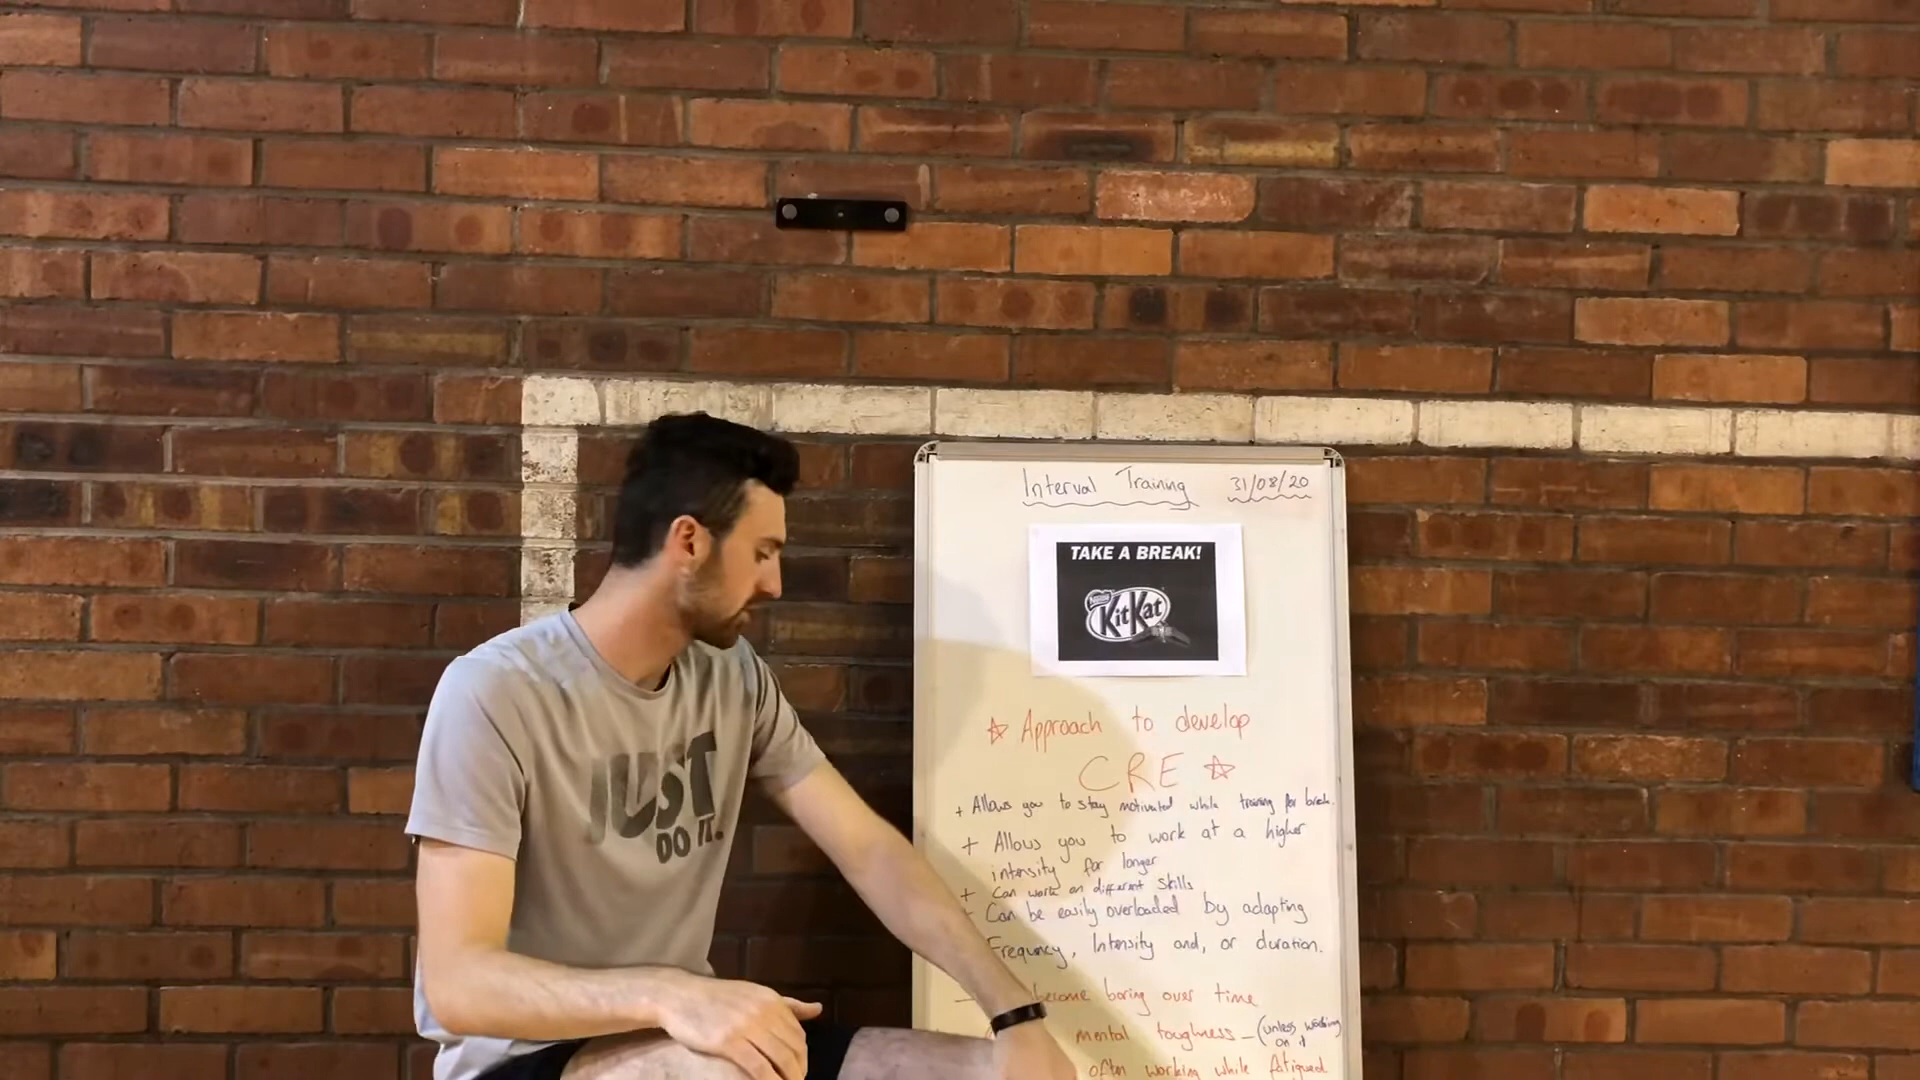 Interval Training 31/08/20
TAKE A BREAK!
Nestle
KitKat
Approach to develop
CRE
+ Allows you to stay motivated while training for break.
+ Allows you to work at a higher
intensity for longer
+ Can work on different skills
+ Can be easily overloaded by adapting
Frequency, Intensity and, or duration.
- become boring over time
mental toughness - (unless working
on it
often working while fatigued
JUST
DO IT.